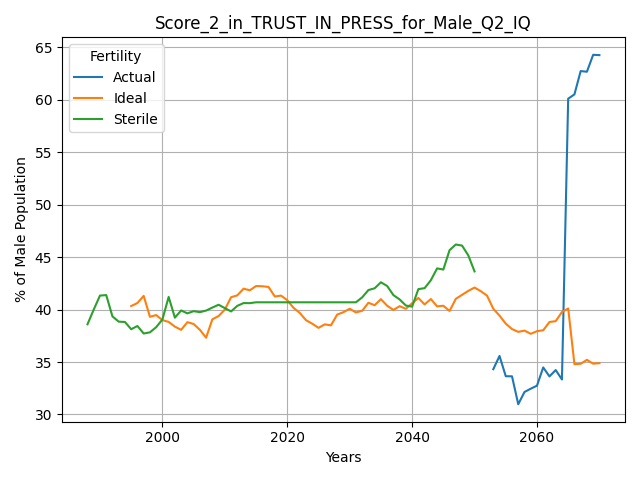 Score_2_in_TRUST_IN_PRESS_for_Male_Q2_IQ
Fertility
Actual
Ideal
Sterile
% of Male Population
65
60
55
50
45
40
35
30
2000
2020
2040
2060
Years